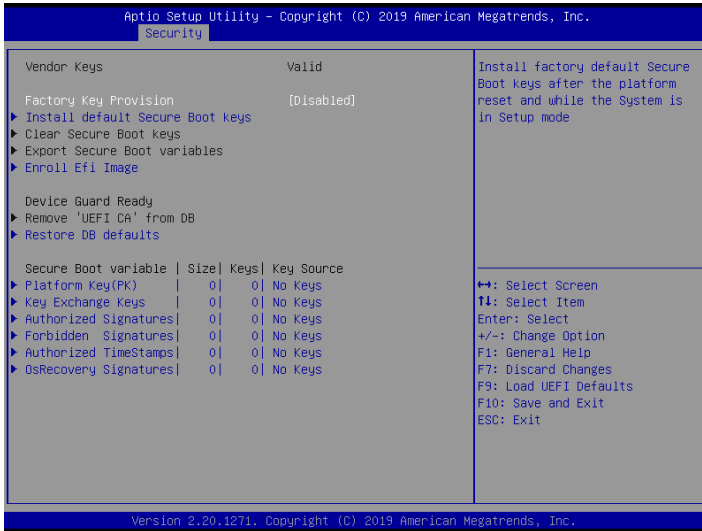 Aptio Setup Utility – Copyright (C) 2019 American Megatrends, Inc.
Security
Vendor Keys Valid
Factory Key Provision [Disabled]
▶ Install default Secure Boot keys
▶ Clear Secure Boot keys
▶ Export Secure Boot variables
▶ Enroll Efi Image
Device Guard Ready
▶ Remove 'UEFI CA' from DB
▶ Restore DB defaults
Secure Boot variable | Size| Keys| Key Source
▶ Platform Key(PK) | 0| 0| No Keys
▶ Key Exchange Keys | 0| 0| No Keys
▶ Authorized Signatures| 0| 0| No Keys
▶ Forbidden Signatures| 0| 0| No Keys
▶ Authorized TimeStamps| 0| 0| No Keys
▶ OsRecovery Signatures| 0| 0| No Keys
Install factory default Secure
Boot keys after the platform
reset and while the System is
in Setup mode
↔: Select Screen
↑↓: Select Item
Enter: Select
+/-: Change Option
F1: General Help
F7: Discard Changes
F9: Load UEFI Defaults
F10: Save and Exit
ESC: Exit
Version 2.20.1271. Copyright (C) 2019 American Megatrends, Inc.